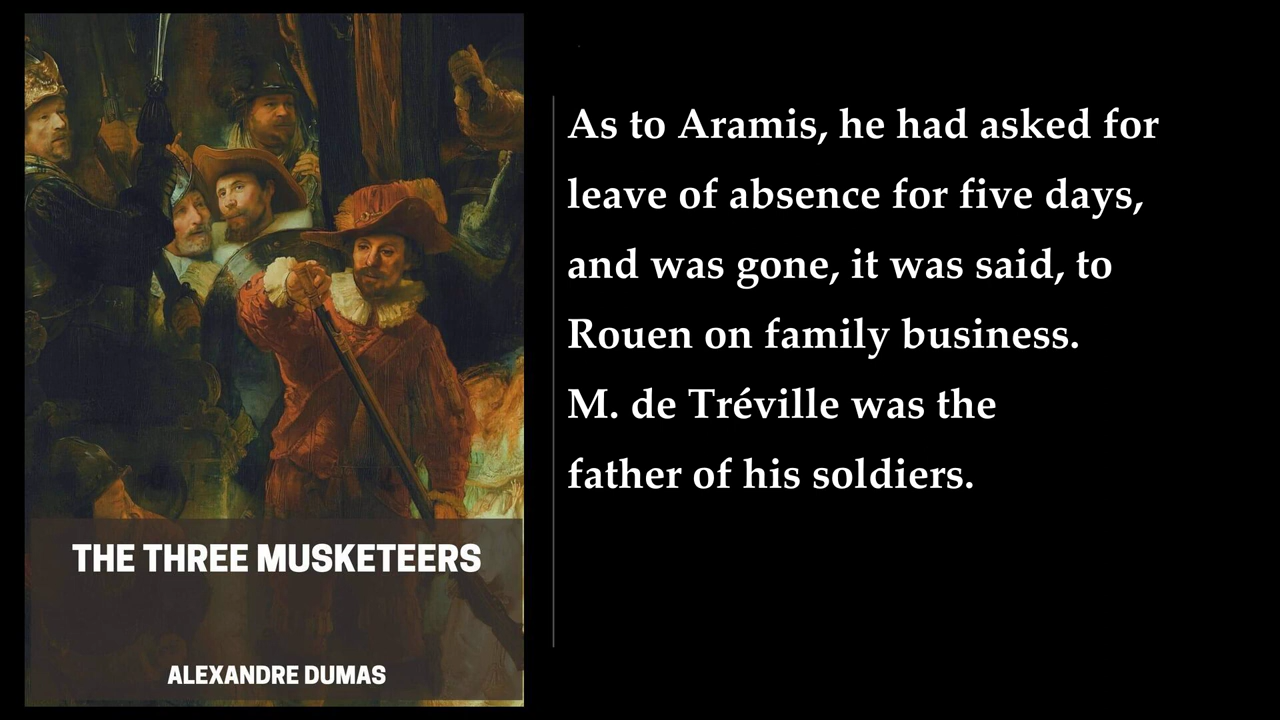 THE THREE MUSKETEERS
ALEXANDRE DUMAS
As to Aramis, he had asked for
leave of absence for five days,
and was gone, it was said, to
Rouen on family business.
M. de Tréville was the
father of his soldiers.